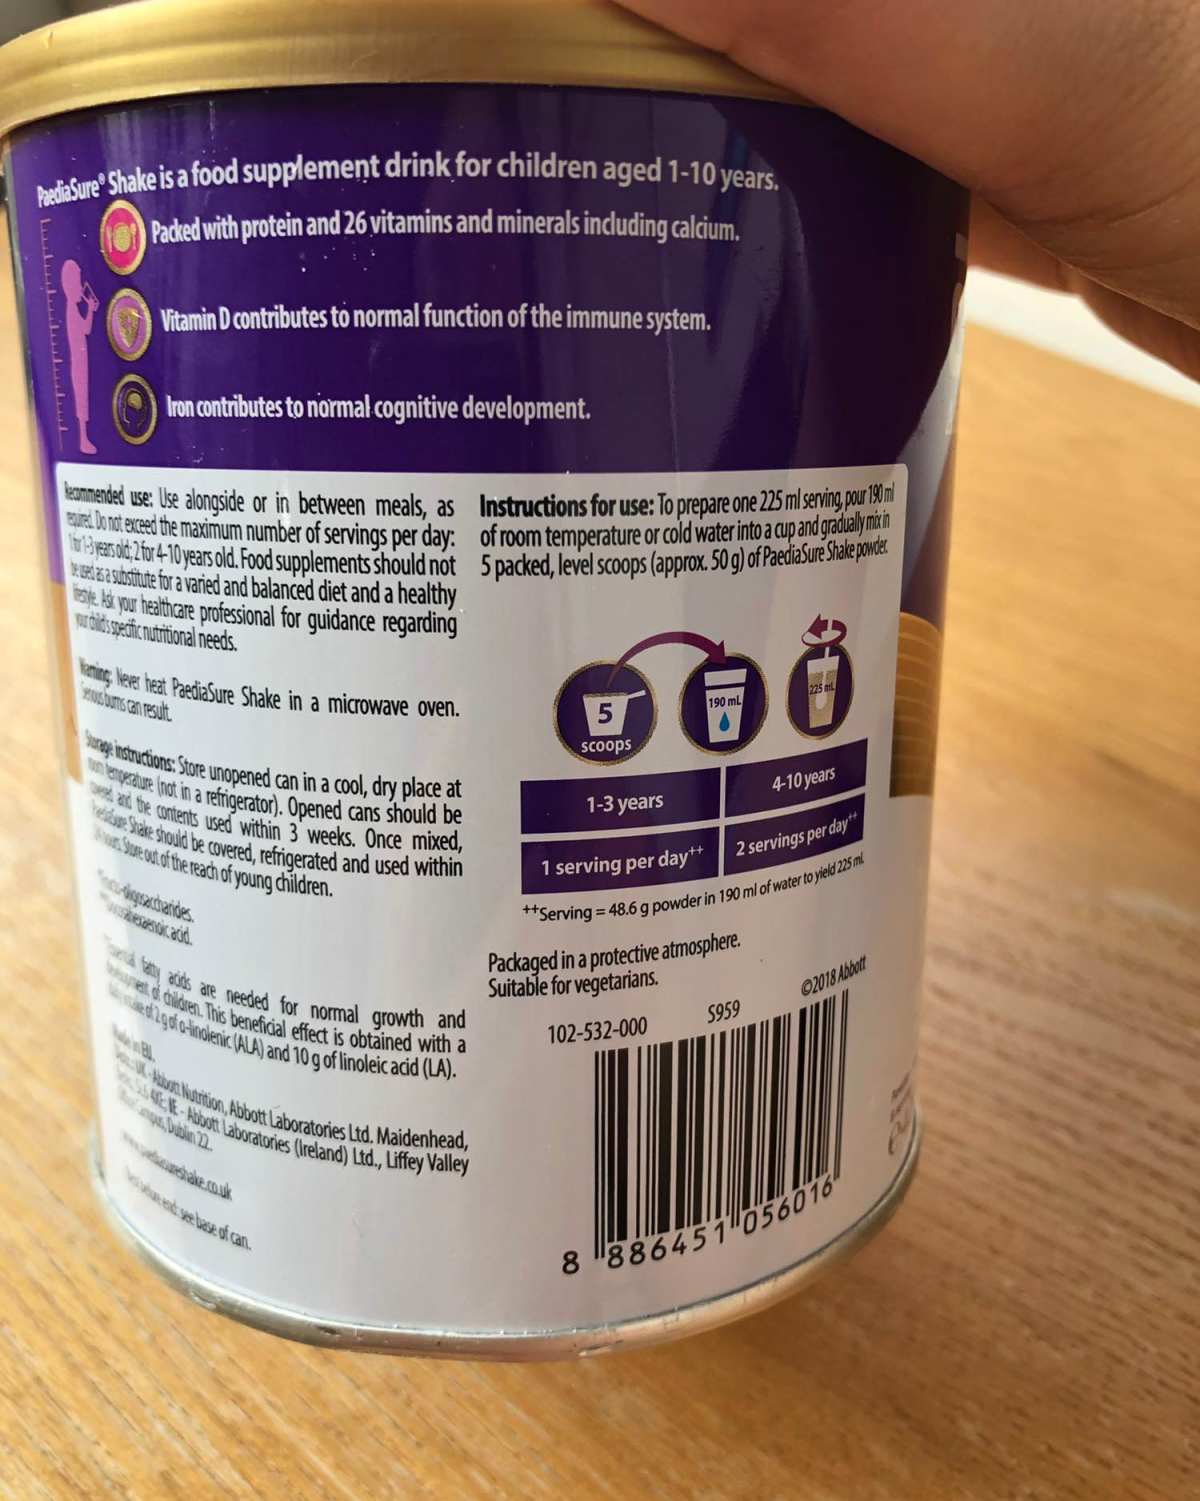 PaediaSure® Shake is a food supplement drink for children aged 1-10 years.
Packed with protein and 26 vitamins and minerals including calcium.
Vitamin D contributes to normal function of the immune system.
Iron contributes to normal cognitive development.
Recommended use: Use alongside or in between meals, as
required. Do not exceed the maximum number of servings per day:
1 for 1-3 years old; 2 for 4-10 years old. Food supplements should not
be used as a substitute for a varied and balanced diet and a healthy
lifestyle. Ask your healthcare professional for guidance regarding
your child's specific nutritional needs.
Warning: Never heat PaediaSure Shake in a microwave oven.
Serious burns can result.
Storage instructions: Store unopened can in a cool, dry place at
room temperature (not in a refrigerator). Opened cans should be
covered and the contents used within 3 weeks. Once mixed,
PaediaSure Shake should be covered, refrigerated and used within
24 hours. Store out of the reach of young children.
Fructo-oligosaccharides.
Docosahexaenoic acid.
Essential fatty acids are needed for normal growth and
development of children. This beneficial effect is obtained with a
daily intake of 2 g of α-linolenic (ALA) and 10 g of linoleic acid (LA).
Made in EU.
UK - Abbott Nutrition, Abbott Laboratories Ltd. Maidenhead,
SL6 4XE; IE - Abbott Laboratories (Ireland) Ltd., Liffey Valley
Office Campus, Dublin 22.
www.paediasureshake.co.uk
Best before end: see base of can.
Instructions for use: To prepare one 225 ml serving, pour 190 ml
of room temperature or cold water into a cup and gradually mix in
5 packed, level scoops (approx. 50 g) of PaediaSure Shake powder.
5
scoops
190 mL
225 mL
1-3 years
4-10 years
1 serving per day++
2 servings per day++
++Serving = 48.6 g powder in 190 ml of water to yield 225 ml.
Packaged in a protective atmosphere.
Suitable for vegetarians.
©2018 Abbott
102-532-000
S959
8 886451 056016